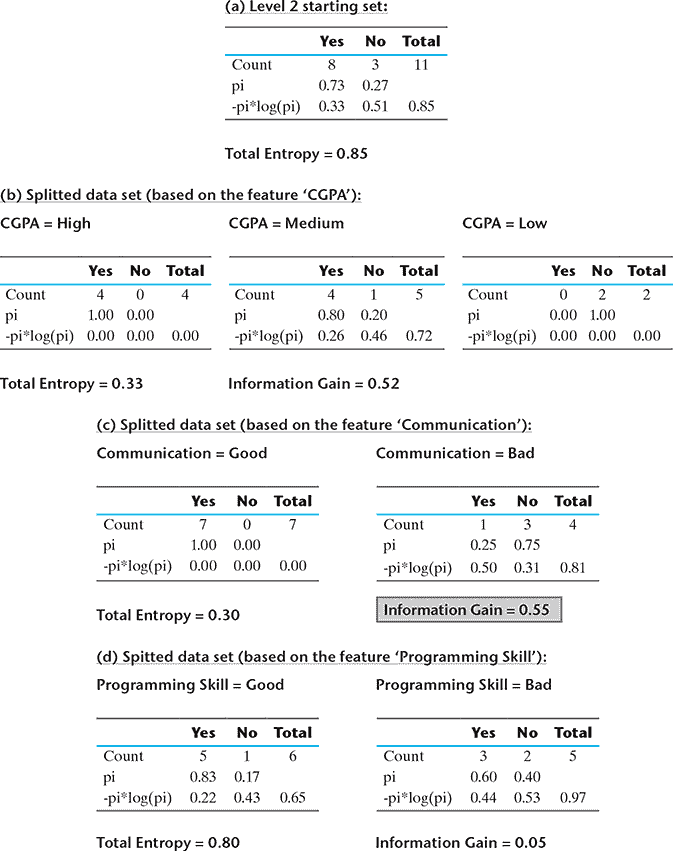 (a) Level 2 starting set:
Yes No Total
Count 8 3 11
pi 0.73 0.27
-pi*log(pi) 0.33 0.51 0.85
Total Entropy = 0.85
(b) Splitted data set (based on the feature ‘CGPA’):
CGPA = High CGPA = Medium CGPA = Low
Yes No Total Yes No Total Yes No Total
Count 4 0 4 Count 4 1 5 Count 0 2 2
pi 1.00 0.00 pi 0.80 0.20 pi 0.00 1.00
-pi*log(pi) 0.00 0.00 0.00 -pi*log(pi) 0.26 0.46 0.72 -pi*log(pi) 0.00 0.00 0.00
Total Entropy = 0.33 Information Gain = 0.52
(c) Splitted data set (based on the feature ‘Communication’):
Communication = Good Communication = Bad
Yes No Total Yes No Total
Count 7 0 7 Count 1 3 4
pi 1.00 0.00 pi 0.25 0.75
-pi*log(pi) 0.00 0.00 0.00 -pi*log(pi) 0.50 0.31 0.81
Total Entropy = 0.30 Information Gain = 0.55
(d) Spitted data set (based on the feature ‘Programming Skill’):
Programming Skill = Good Programming Skill = Bad
Yes No Total Yes No Total
Count 5 1 6 Count 3 2 5
pi 0.83 0.17 pi 0.60 0.40
-pi*log(pi) 0.22 0.43 0.65 -pi*log(pi) 0.44 0.53 0.97
Total Entropy = 0.80 Information Gain = 0.05